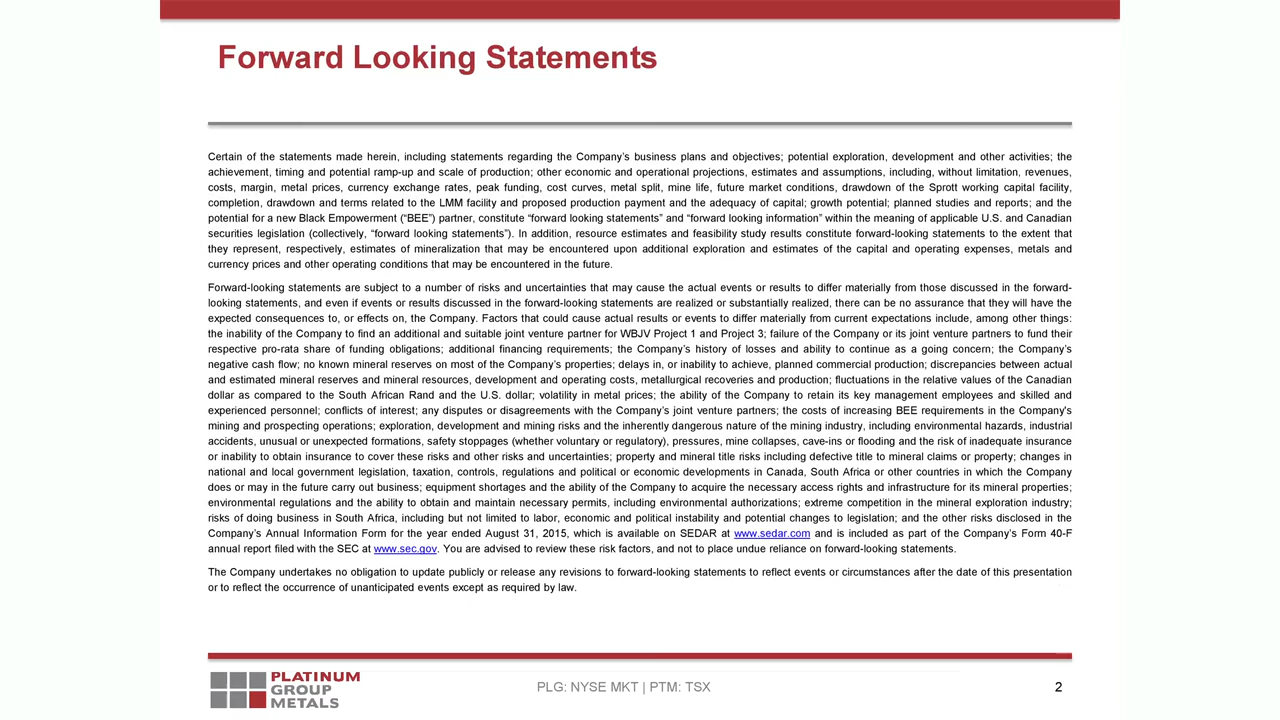 Forward Looking Statements
Certain of the statements made herein, including statements regarding the Company’s business plans and objectives; potential exploration, development and other activities; the
achievement, timing and potential ramp-up and scale of production; other economic and operational projections, estimates and assumptions, including, without limitation, revenues,
costs, margin, metal prices, currency exchange rates, peak funding, cost curves, metal split, mine life, future market conditions, drawdown of the Sprott working capital facility,
completion, drawdown and terms related to the LMM facility and proposed production payment and the adequacy of capital; growth potential; planned studies and reports; and the
potential for a new Black Empowerment (“BEE”) partner, constitute “forward looking statements” and “forward looking information” within the meaning of applicable U.S. and Canadian
securities legislation (collectively, “forward looking statements”). In addition, resource estimates and feasibility study results constitute forward-looking statements to the extent that
they represent, respectively, estimates of mineralization that may be encountered upon additional exploration and estimates of the capital and operating expenses, metals and
currency prices and other operating conditions that may be encountered in the future.
Forward-looking statements are subject to a number of risks and uncertainties that may cause the actual events or results to differ materially from those discussed in the forward-
looking statements, and even if events or results discussed in the forward-looking statements are realized or substantially realized, there can be no assurance that they will have the
expected consequences to, or effects on, the Company. Factors that could cause actual results or events to differ materially from current expectations include, among other things:
the inability of the Company to find an additional and suitable joint venture partner for WBJV Project 1 and Project 3; failure of the Company or its joint venture partners to fund their
respective pro-rata share of funding obligations; additional financing requirements; the Company’s history of losses and ability to continue as a going concern; the Company’s
negative cash flow; no known mineral reserves on most of the Company’s properties; delays in, or inability to achieve, planned commercial production; discrepancies between actual
and estimated mineral reserves and mineral resources, development and operating costs, metallurgical recoveries and production; fluctuations in the relative values of the Canadian
dollar as compared to the South African Rand and the U.S. dollar; volatility in metal prices; the ability of the Company to retain its key management employees and skilled and
experienced personnel; conflicts of interest; any disputes or disagreements with the Company’s joint venture partners; the costs of increasing BEE requirements in the Company's
mining and prospecting operations; exploration, development and mining risks and the inherently dangerous nature of the mining industry, including environmental hazards, industrial
accidents, unusual or unexpected formations, safety stoppages (whether voluntary or regulatory), pressures, mine collapses, cave-ins or flooding and the risk of inadequate insurance
or inability to obtain insurance to cover these risks and other risks and uncertainties; property and mineral title risks including defective title to mineral claims or property; changes in
national and local government legislation, taxation, controls, regulations and political or economic developments in Canada, South Africa or other countries in which the Company
does or may in the future carry out business; equipment shortages and the ability of the Company to acquire the necessary access rights and infrastructure for its mineral properties;
environmental regulations and the ability to obtain and maintain necessary permits, including environmental authorizations; extreme competition in the mineral exploration industry;
risks of doing business in South Africa, including but not limited to labor, economic and political instability and potential changes to legislation; and the other risks disclosed in the
Company’s Annual Information Form for the year ended August 31, 2015, which is available on SEDAR at www.sedar.com and is included as part of the Company’s Form 40-F
annual report filed with the SEC at www.sec.gov. You are advised to review these risk factors, and not to place undue reliance on forward-looking statements.
The Company undertakes no obligation to update publicly or release any revisions to forward-looking statements to reflect events or circumstances after the date of this presentation
or to reflect the occurrence of unanticipated events except as required by law.
PLATINUM
GROUP
METALS
PLG: NYSE MKT | PTM: TSX
2